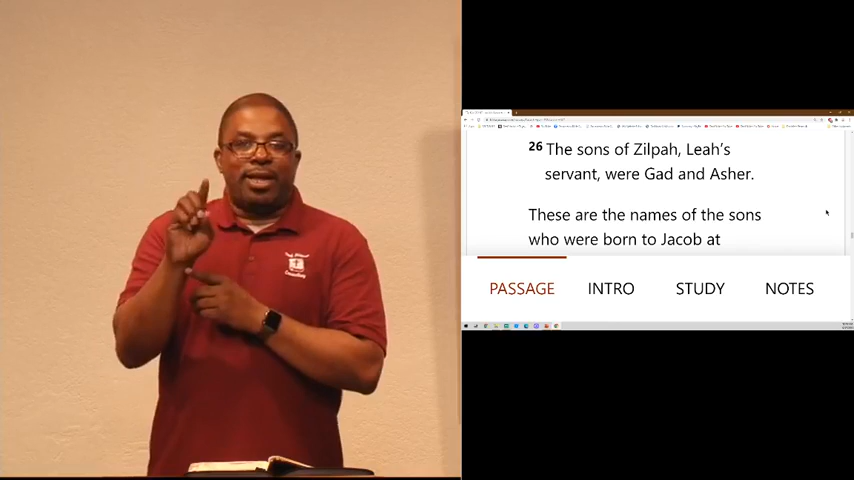 26 The sons of Zilpah, Leah's
servant, were Gad and Asher.
These are the names of the sons
who were born to Jacob at
PASSAGE INTRO STUDY NOTES